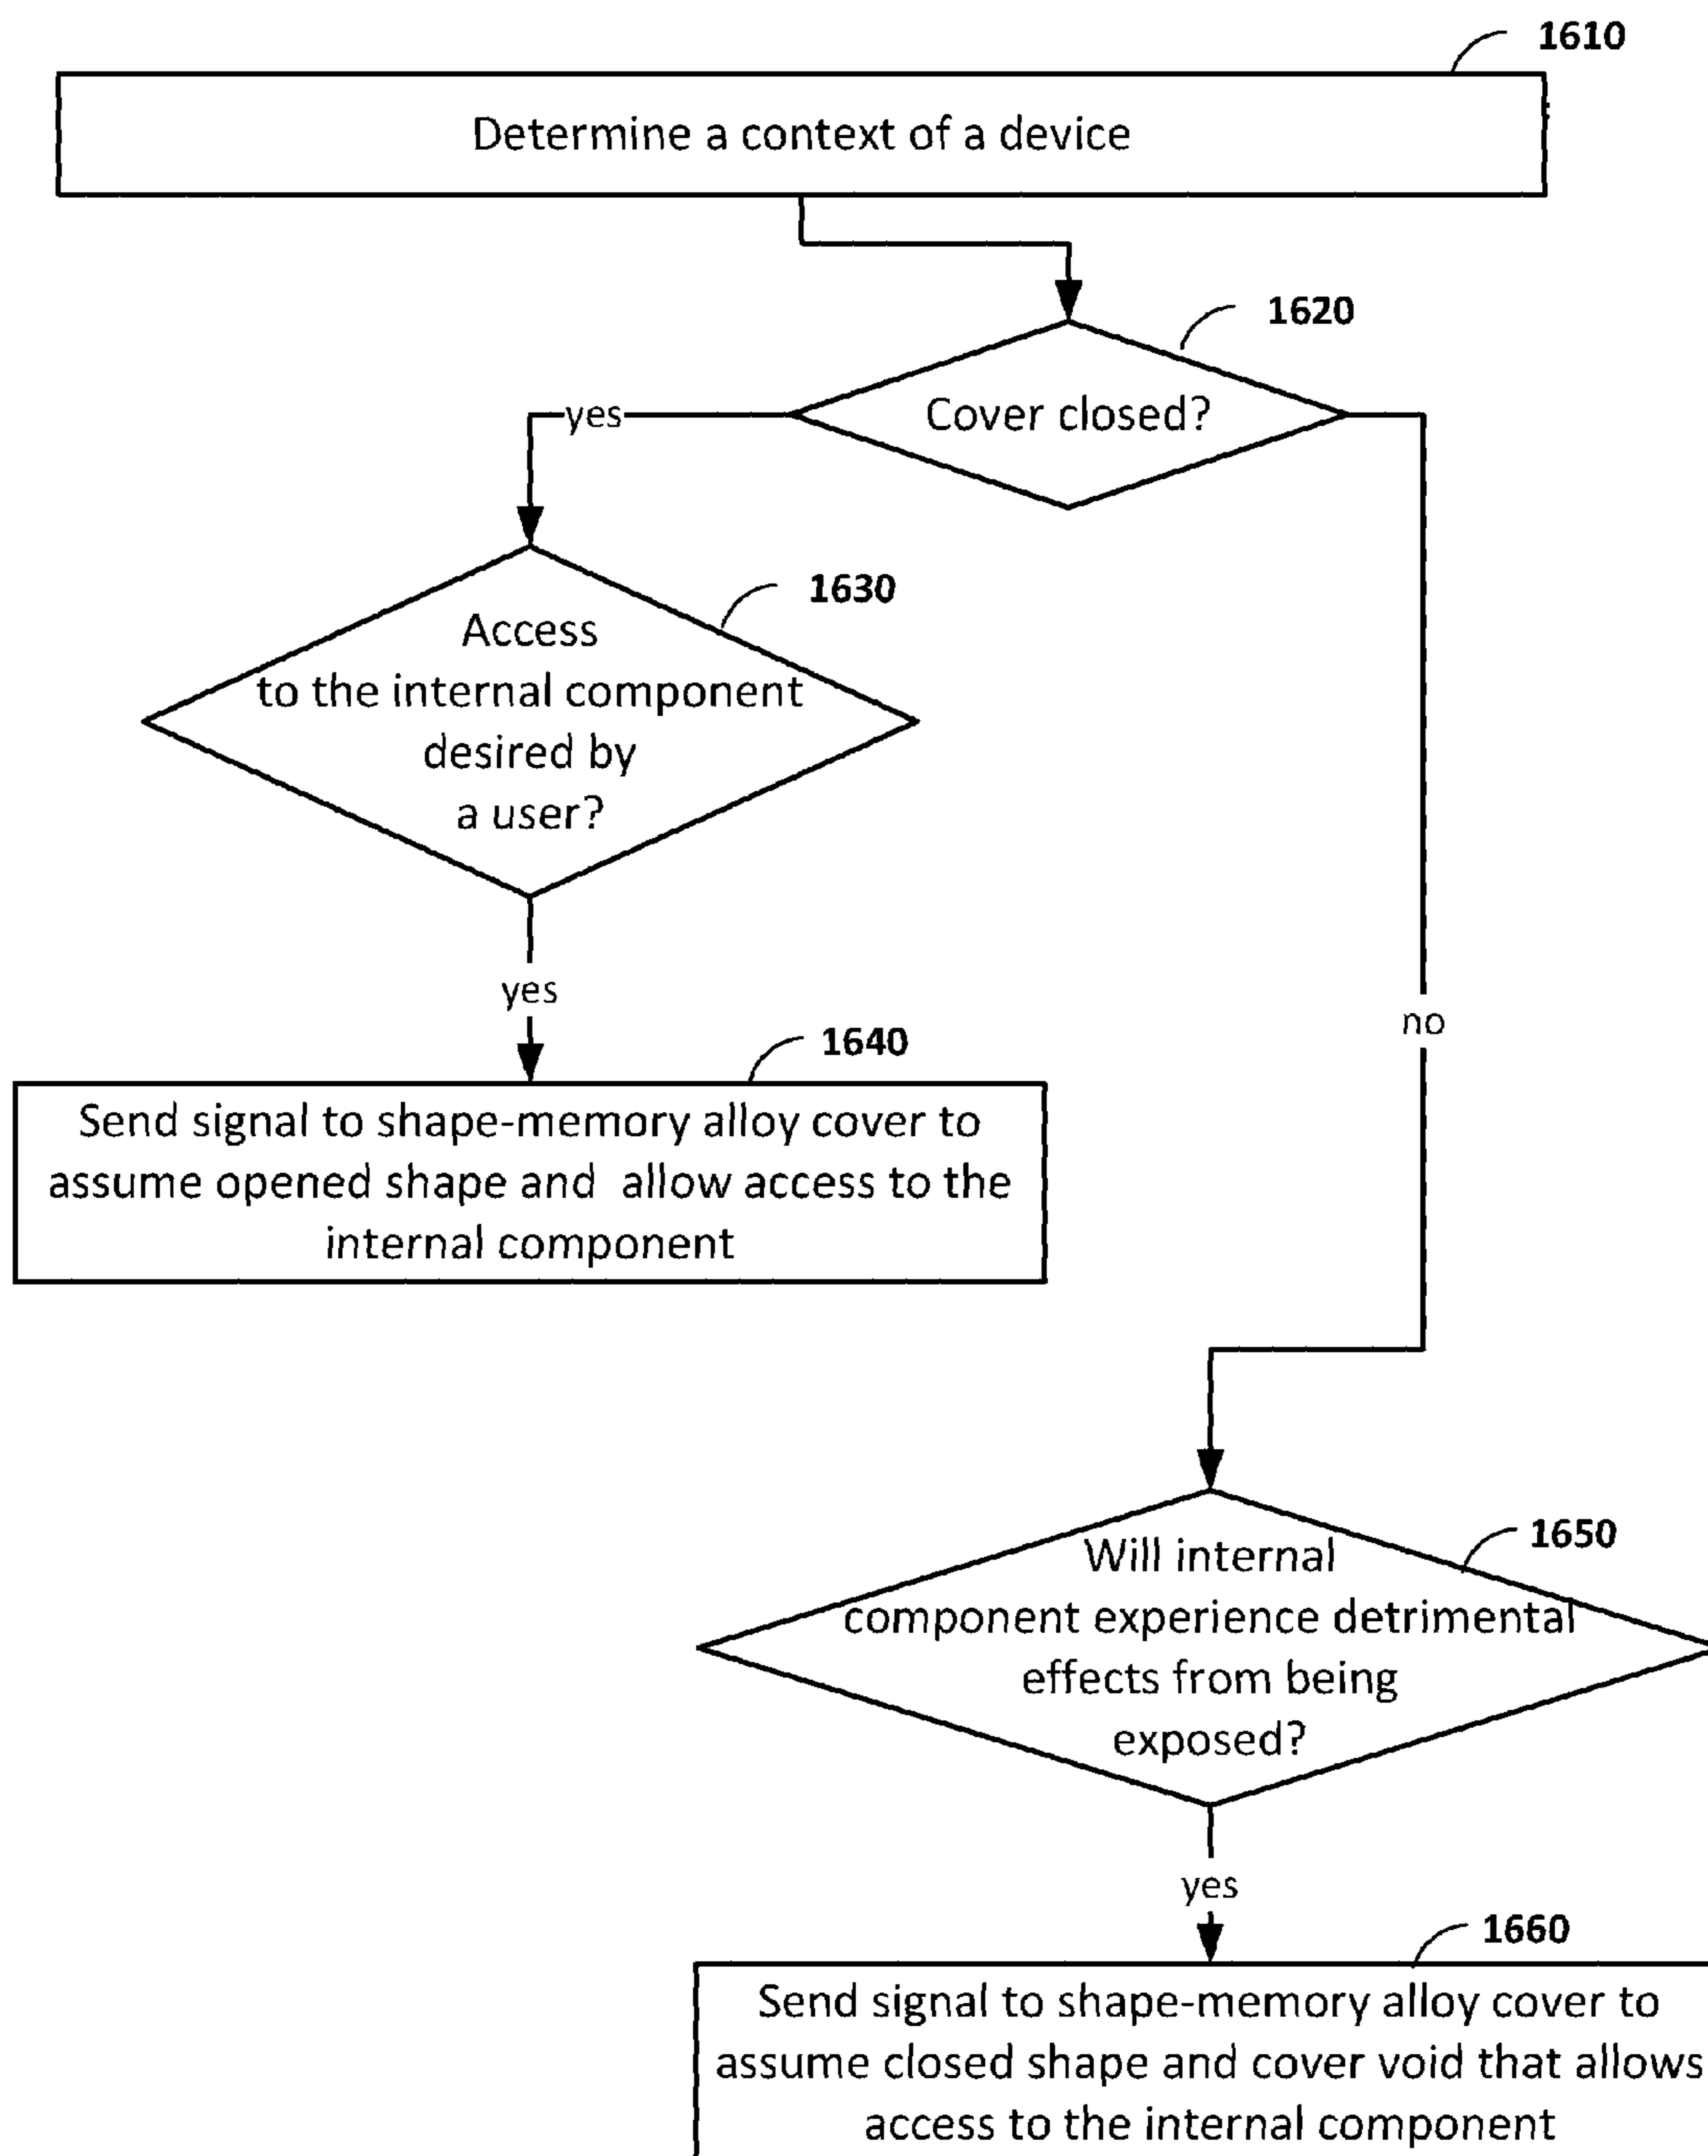 1610
Determine a context of a device
1620
Cover closed?
yes
1630
Access
to the internal component
desired by
a user?
yes
1640
Send signal to shape-memory alloy cover to
assume opened shape and allow access to the
internal component
no
1650
Will internal
component experience detrimental
effects from being
exposed?
yes
1660
Send signal to shape-memory alloy cover to
assume closed shape and cover void that allows
access to the internal component